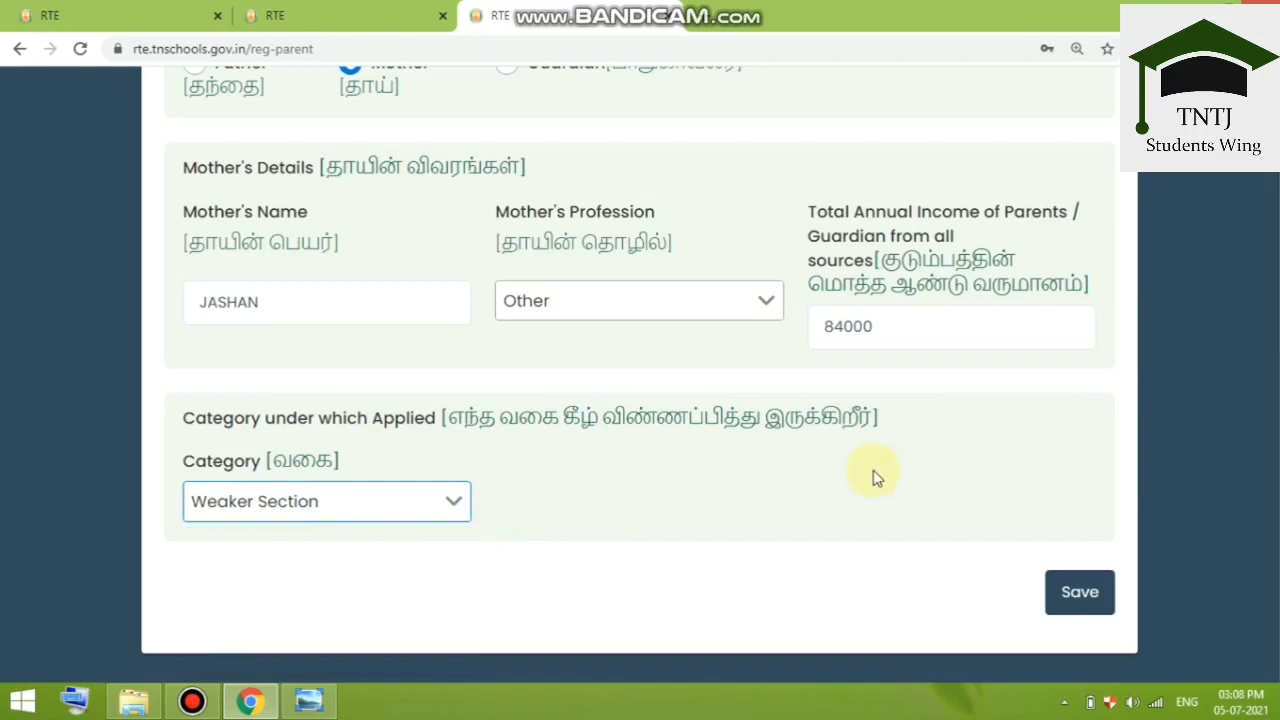 RTE
RTE
RTE
www.BANDICAM.com
rte.tnschools.gov.in/reg-parent
[தந்தை]
[தாய்]
TNTJ
Students Wing
Mother's Details [தாயின் விவரங்கள்]
Mother's Name
[தாயின் பெயர்]
JASHAN
Mother's Profession
[தாயின் தொழில்]
Other
Total Annual Income of Parents /
Guardian from all
sources[குடும்பத்தின்
மொத்த ஆண்டு வருமானம்]
84000
Category under which Applied [எந்த வகை கீழ் விண்ணப்பித்து இருக்கிறீர்]
Category [வகை]
Weaker Section
Save
ENG
03:08 PM
05-07-2021